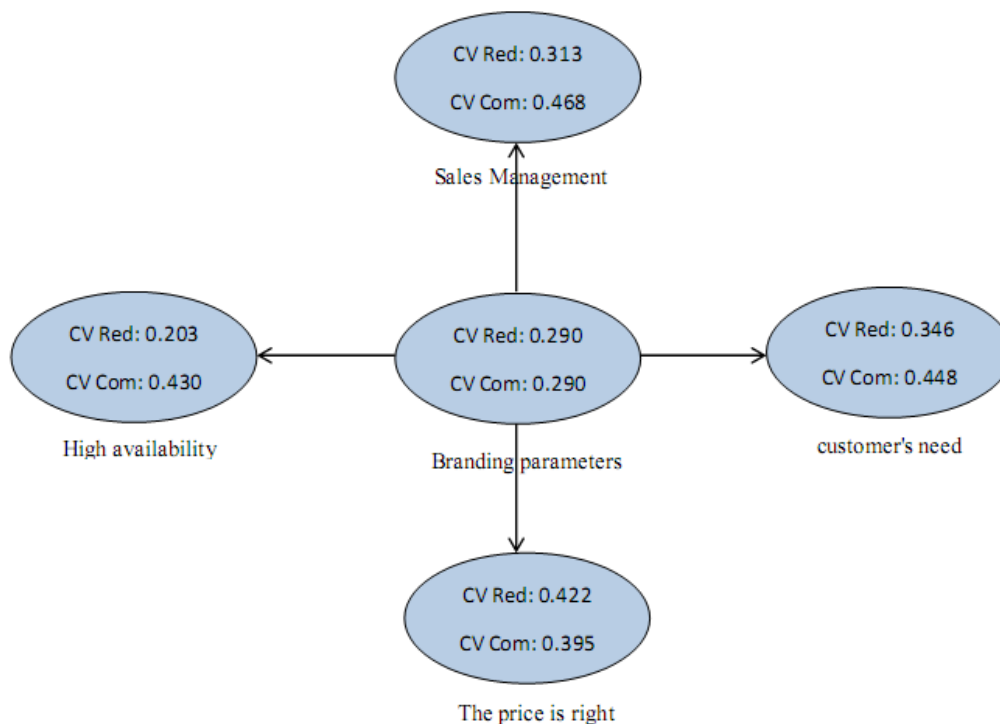 CV Red: 0.313
CV Com: 0.468
Sales Management
CV Red: 0.203
CV Com: 0.430
High availability
CV Red: 0.290
CV Com: 0.290
Branding parameters
CV Red: 0.346
CV Com: 0.448
customer's need
CV Red: 0.422
CV Com: 0.395
The price is right